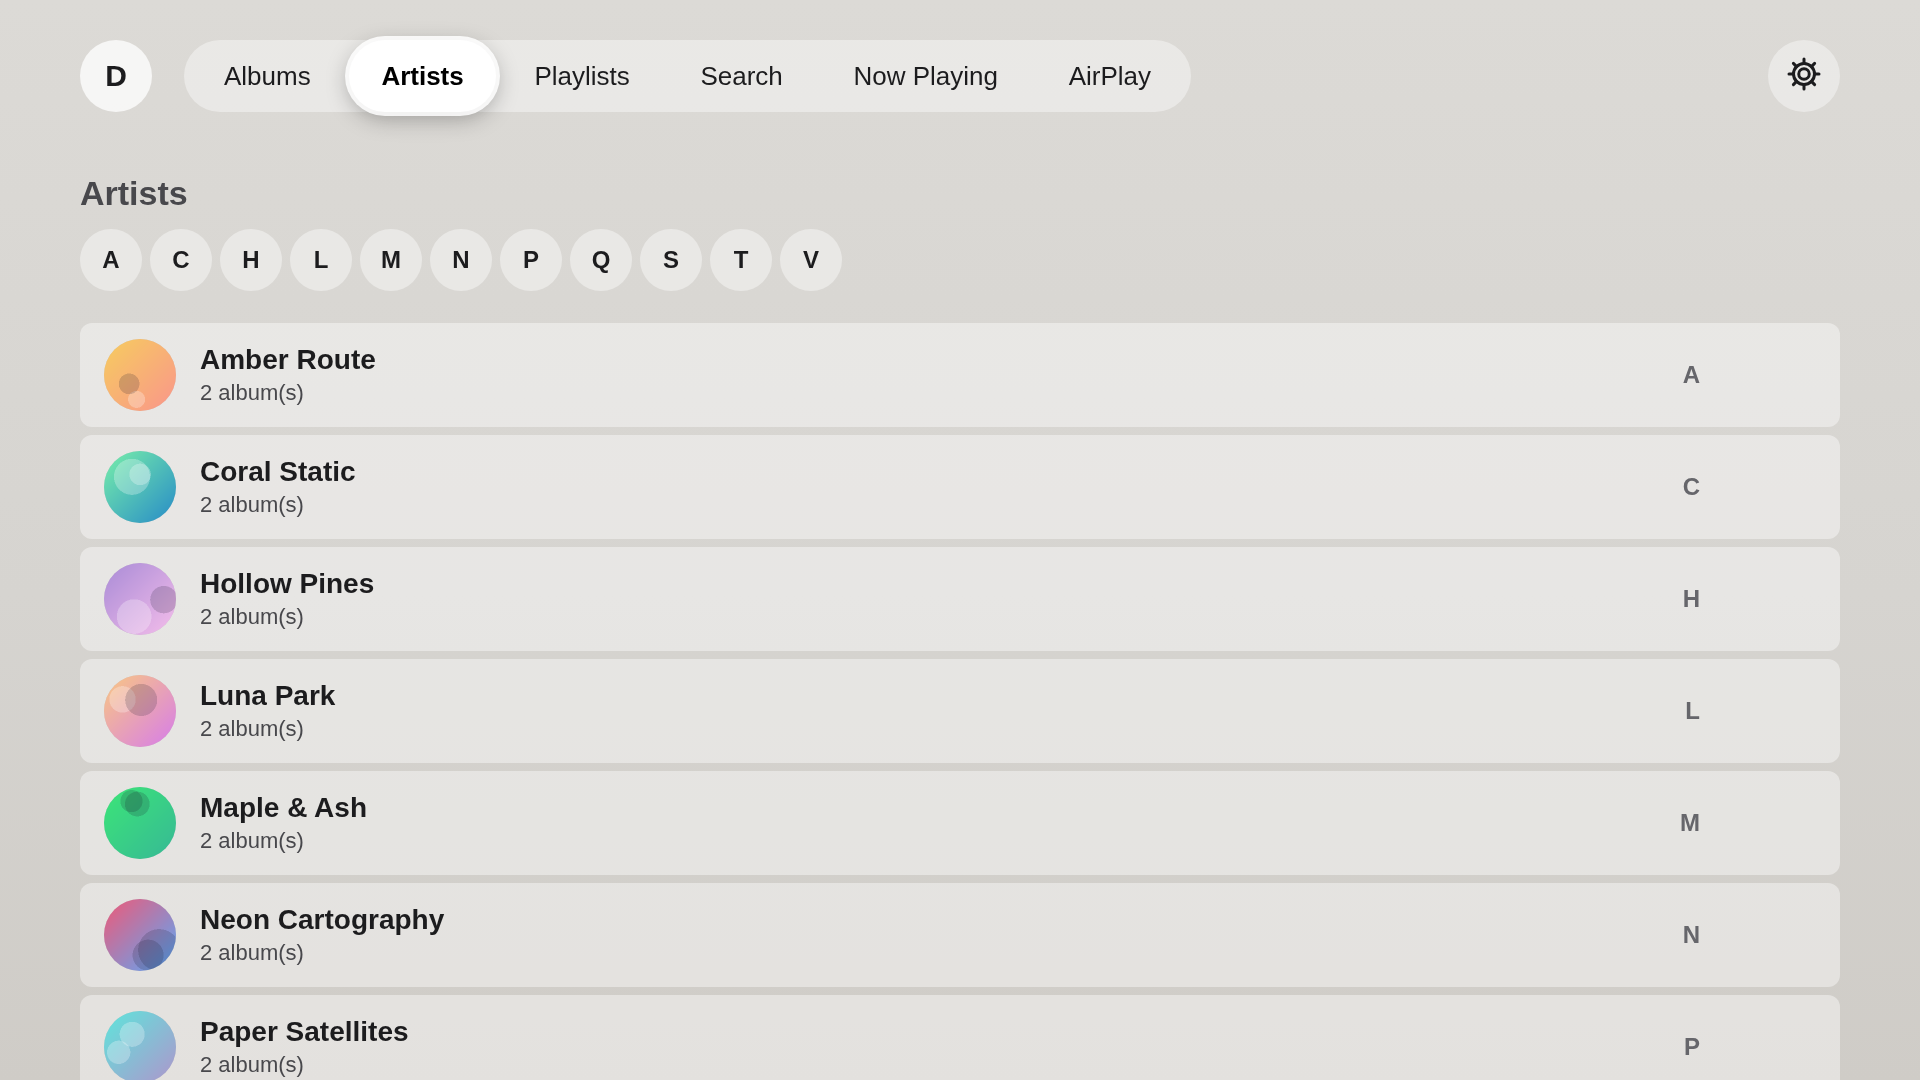 D
Albums Artists Playlists Search Now Playing AirPlay
Artists
A C H L M N P Q S T V
Amber Route
2 album(s)
A
Coral Static
2 album(s)
C
Hollow Pines
2 album(s)
H
Luna Park
2 album(s)
L
Maple & Ash
2 album(s)
M
Neon Cartography
2 album(s)
N
Paper Satellites
2 album(s)
P